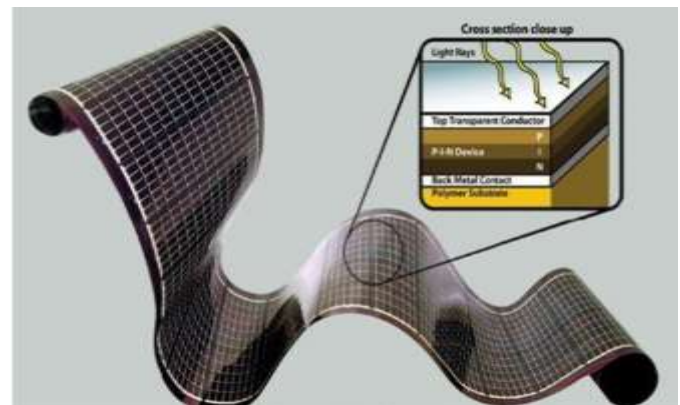 Cross section close up
Light Rays
Top Transparent Conductor
P
P-I-N Device
I
N
Back Metal Contact
Polymer Substrate